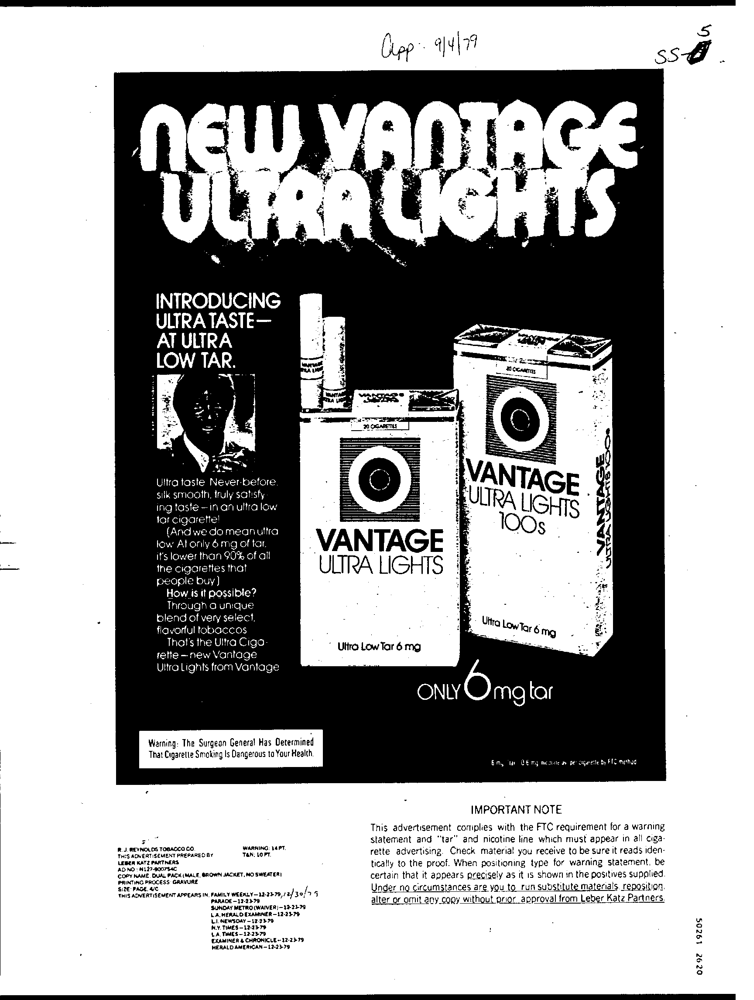 App: 9/4/79
5
SS-
NEW VANTAGE
ULTRA LIGHTS
INTRODUCING
ULTRA TASTE—
AT ULTRA
LOW TAR.
Ultra taste. Never before,
silk smooth, truly satisfy-
ing taste—in an ultra low
tar cigarette!
(And we do mean ultra
low. At only 6 mg of tar,
it's lower than 90% of all
the cigarettes that
people buy.)
How is it possible?
Through a unique
blend of very select,
flavorful tobaccos.
That's the Ultra Ciga-
rette—new Vantage
Ultra Lights from Vantage
20 CIGARETTES
VANTAGE
ULTRA LIGHTS
Ultra Low Tar 6 mg
20 CIGARETTES
VANTAGE
ULTRA LIGHTS
100s
Ultra Low Tar 6 mg
VANTAGE
ULTRA LIGHTS 100s
ONLY 6 mg tar
Warning: The Surgeon General Has Determined
That Cigarette Smoking Is Dangerous to Your Health.
6 mg. "tar", 0.6 mg. nicotine av. per cigarette by FTC method.
R. J. REYNOLDS TOBACCO CO.
THIS ADVERTISEMENT PREPARED BY
LEBER KATZ PARTNERS
AD NO: N127-8007S4C
COPY NAME: DUAL PACK (MALE, BROWN JACKET, NO SWEATER)
PRINTING PROCESS: GRAVURE
SIZE: PAGE, 4/C
THIS ADVERTISEMENT APPEARS IN: FAMILY WEEKLY—12-23-79, 12/30/79
PARADE—12-23-79
SUNDAY METRO (WAIVER)—12-23-79
L.A. HERALD EXAMINER—12-23-79
L.I. NEWSDAY—12-23-79
N.Y. TIMES—12-23-79
L.A. TIMES—12-23-79
EXAMINER & CHRONICLE—12-23-79
HERALD AMERICAN—12-23-79
WARNING: 14 PT.
T&N: 10 PT.
IMPORTANT NOTE
This advertisement complies with the FTC requirement for a warning
statement and "tar" and nicotine line which must appear in all ciga-
rette advertising. Check material you receive to be sure it reads iden-
tically to the proof. When positioning type for warning statement, be
certain that it appears precisely as it is shown in the positives supplied.
Under no circumstances are you to run substitute materials, reposition,
alter or omit any copy without prior approval from Leber Katz Partners.
50261 2620